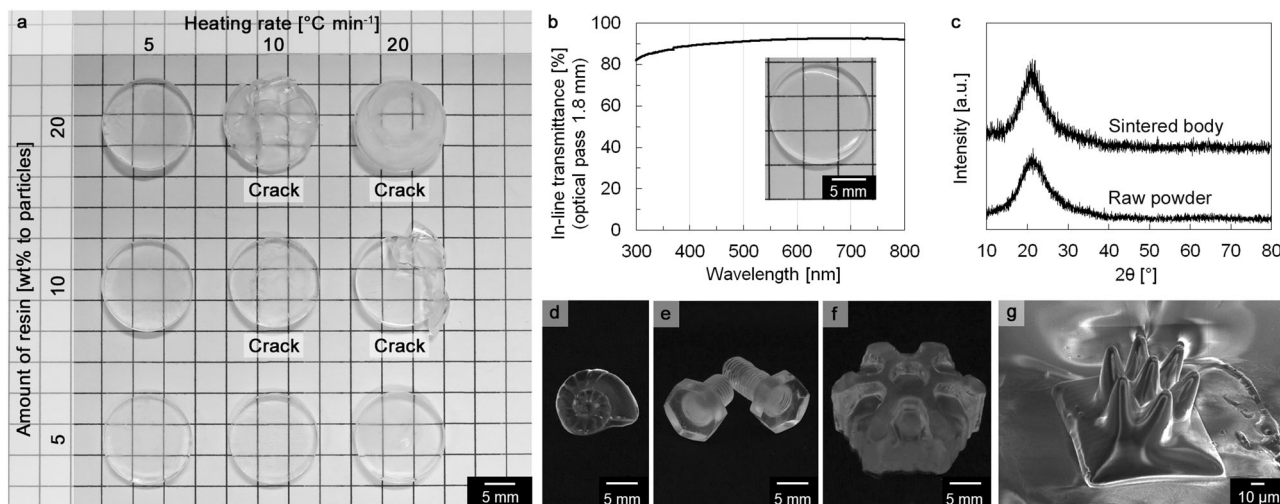 a
Heating rate [°C min⁻¹]
5 10 20
Amount of resin [wt% to particles]
20
Crack Crack
10
Crack Crack
5
5 mm
b
In-line transmittance [%]
(optical pass 1.8 mm)
100
80
60
40
20
0
300 400 500 600 700 800
Wavelength [nm]
5 mm
c
Intensity [a.u.]
Sintered body
Raw powder
10 20 30 40 50 60 70 80
2θ [°]
d
5 mm
e
5 mm
f
5 mm
g
10 µm